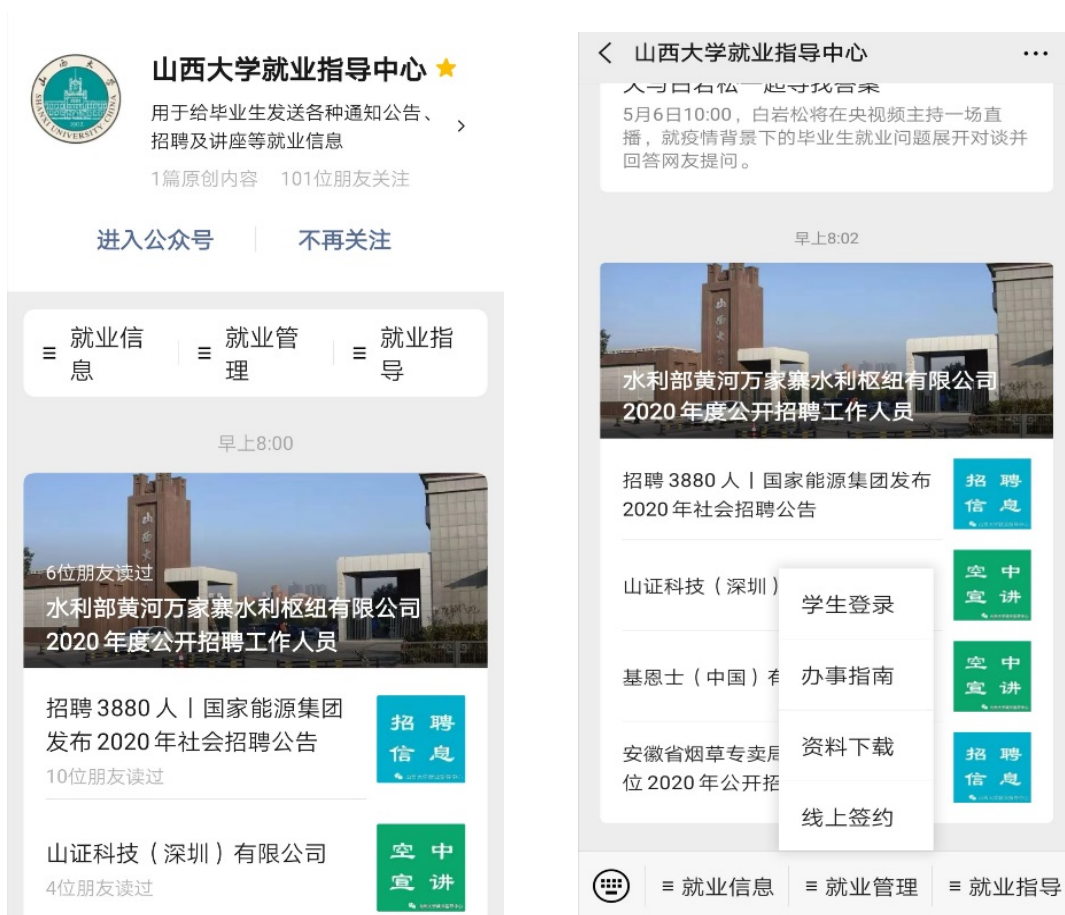 山西大学就业指导中心
用于给毕业生发送各种通知公告、
招聘及讲座等就业信息
1篇原创内容 101位朋友关注
进入公众号 不再关注
就业信
息
就业管
理
就业指
导
早上8:00
山西大
6位朋友读过
水利部黄河万家寨水利枢纽有限公司
2020年度公开招聘工作人员
招聘3880人丨国家能源集团
发布2020年社会招聘公告
10位朋友读过
招聘
信息
山证科技（深圳）有限公司
4位朋友读过
空中
宣讲
山西大学就业指导中心
5月6日10:00，白岩松将在央视频主持一场直
播，就疫情背景下的毕业生就业问题展开对谈并
回答网友提问。
早上8:02
山西大
水利部黄河万家寨水利枢纽有限公司
2020年度公开招聘工作人员
招聘3880人丨国家能源集团发布
2020年社会招聘公告
招聘
信息
山证科技（深圳）
空中
宣讲
基恩士（中国）有
空中
宣讲
安徽省烟草专卖局
位2020年公开招
招聘
信息
学生登录
办事指南
资料下载
线上签约
就业信息 就业管理 就业指导